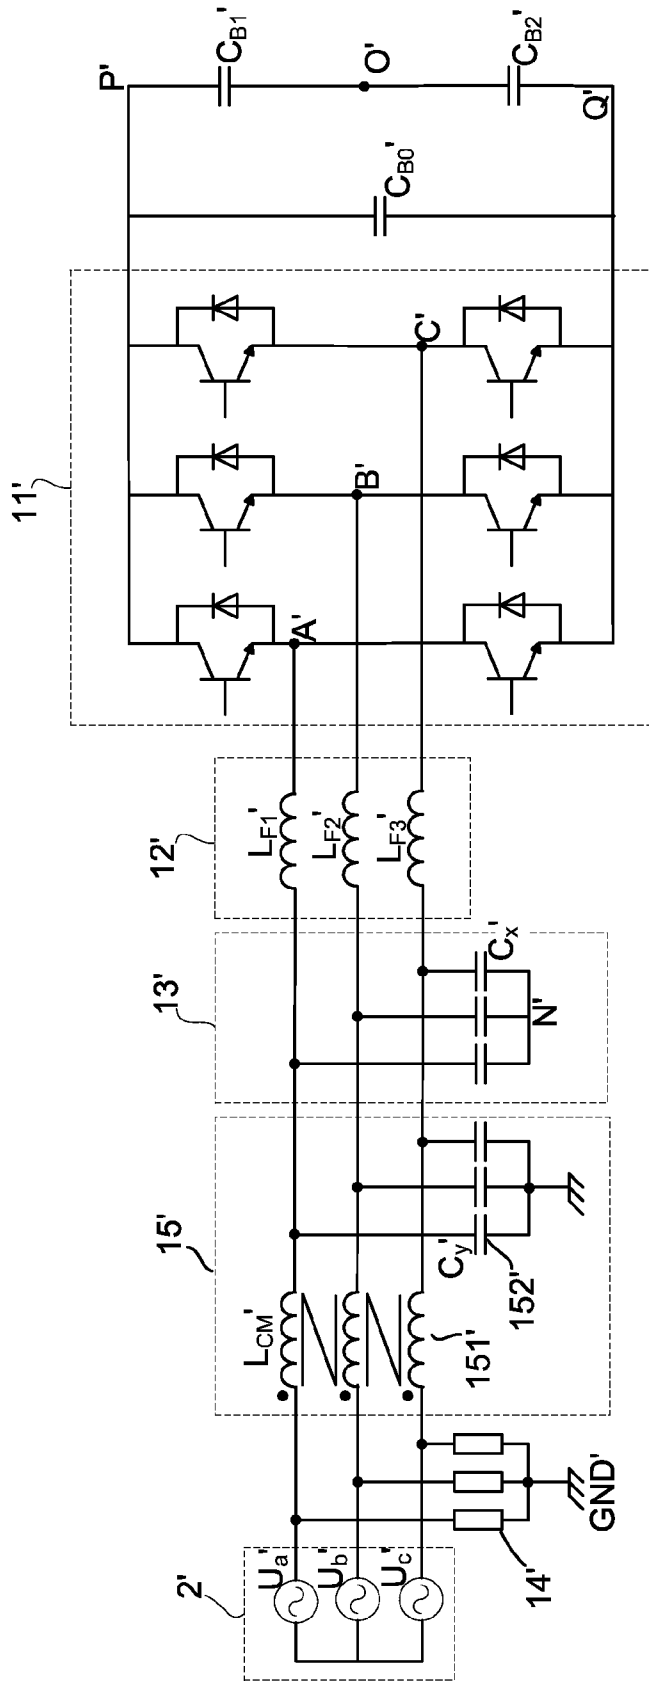 2'
U_a'
U_b'
U_c'
14'
GND'
15'
L_CM'
151'
C_y'
152'
13'
C_x'
N'
12'
L_F1'
L_F2'
L_F3'
11'
A'
B'
C'
P'
C_B0'
C_B1'
O'
C_B2'
Q'